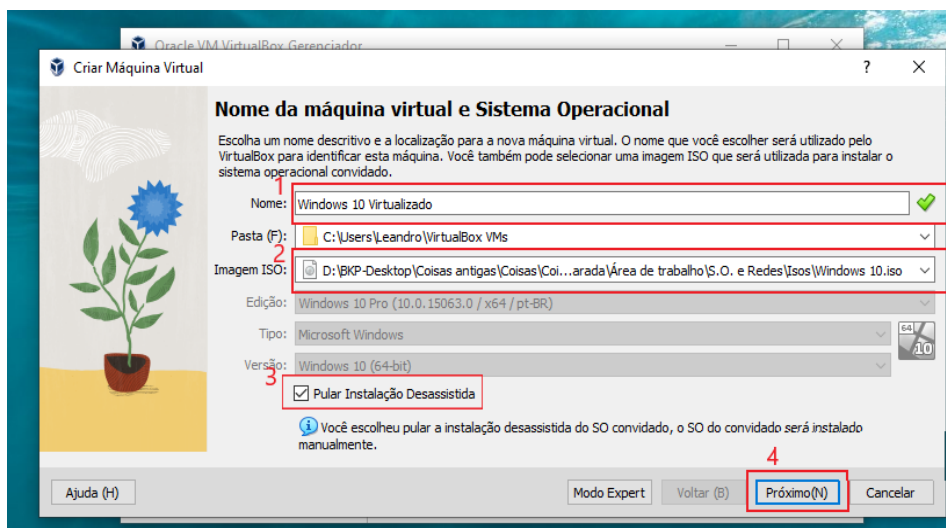 Oracle VM VirtualBox Gerenciador
Criar Máquina Virtual
?
Nome da máquina virtual e Sistema Operacional
Escolha um nome descritivo e a localização para a nova máquina virtual. O nome que você escolher será utilizado pelo
VirtualBox para identificar esta máquina. Você também pode selecionar uma imagem ISO que será utilizada para instalar o
sistema operacional convidado.
1
Nome: Windows 10 Virtualizado
Pasta (F): C:\Users\Leandro\VirtualBox VMs
2
Imagem ISO: D:\BKP-Desktop\Coisas antigas\Coisas\Coi...arada\Área de trabalho\S.O. e Redes\Isos\Windows 10.iso
Edição: Windows 10 Pro (10.0.15063.0 / x64 / pt-BR)
Tipo: Microsoft Windows
64
10
Versão: Windows 10 (64-bit)
3
Pular Instalação Desassistida
Você escolheu pular a instalação desassistida do SO convidado, o SO do convidado será instalado
manualmente.
4
Ajuda (H) Modo Expert Voltar (B) Próximo(N) Cancelar